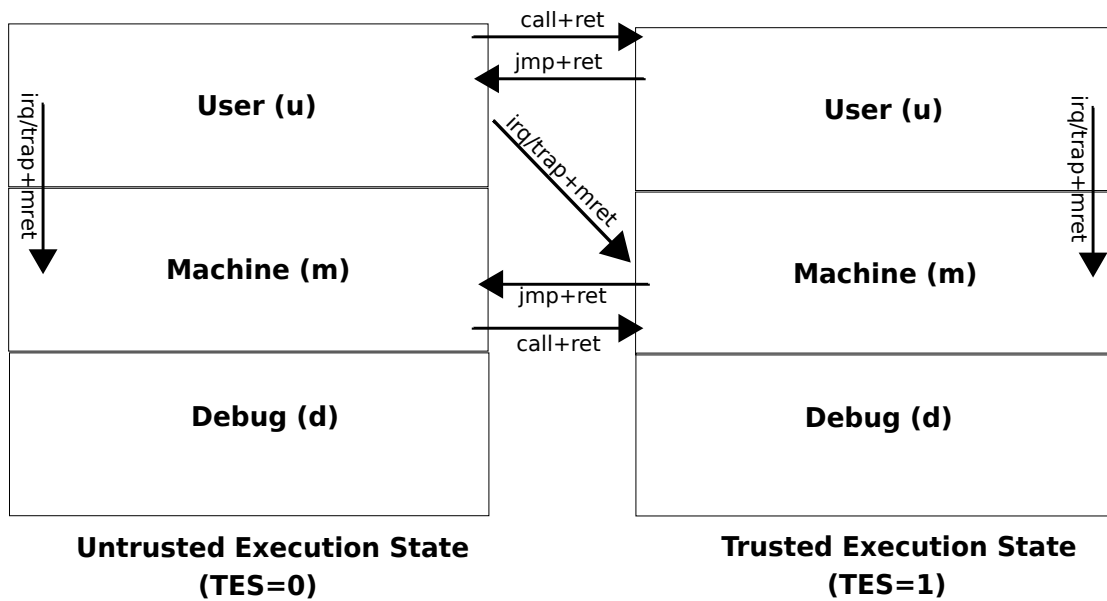 call+ret
jmp+ret
User (u)
User (u)
irq/trap+mret
irq/trap+mret
irq/trap+mret
Machine (m)
Machine (m)
jmp+ret
call+ret
Debug (d)
Debug (d)
Untrusted Execution State
(TES=0)
Trusted Execution State
(TES=1)